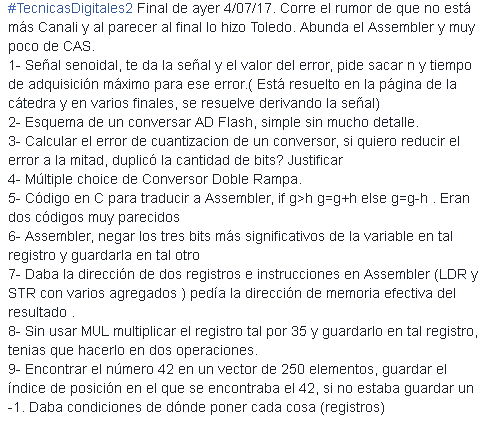 #TecnicasDigitales2 Final de ayer 4/07/17. Corre el rumor de que no está
más Canali y al parecer al final lo hizo Toledo. Abunda el Assembler y muy
poco de CAS.
1- Señal senoidal, te da la señal y el valor del error, pide sacar n y tiempo
de adquisición máximo para ese error.( Está resuelto en la página de la
cátedra y en varios finales, se resuelve derivando la señal)
2- Esquema de un conversar AD Flash, simple sin mucho detalle.
3- Calcular el error de cuantizacion de un conversor, si quiero reducir el
error a la mitad, duplicó la cantidad de bits? Justificar
4- Múltiple choice de Conversor Doble Rampa.
5- Código en C para traducir a Assembler, if g>h g=g+h else g=g-h . Eran
dos códigos muy parecidos
6- Assembler, negar los tres bits más significativos de la variable en tal
registro y guardarla en tal otro
7- Daba la dirección de dos registros e instrucciones en Assembler (LDR y
STR con varios agregados ) pedía la dirección de memoria efectiva del
resultado .
8- Sin usar MUL multiplicar el registro tal por 35 y guardarlo en tal registro,
tenias que hacerlo en dos operaciones.
9- Encontrar el número 42 en un vector de 250 elementos, guardar el
índice de posición en el que se encontraba el 42, si no estaba guardar un
-1. Daba condiciones de dónde poner cada cosa (registros)